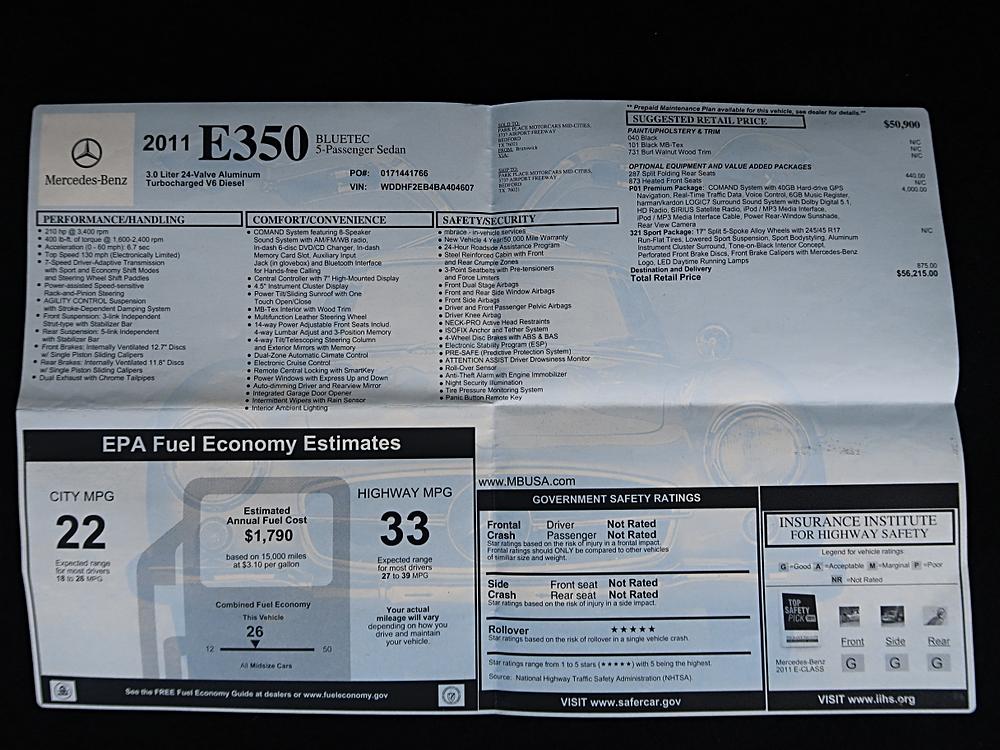 Mercedes-Benz
2011 E350 BLUETEC
5-Passenger Sedan
3.0 Liter 24-Valve Aluminum
Turbocharged V6 Diesel
PO#: 0171441766
VIN: WDDHF2EB4BA404607
SOLD TO:
PARK PLACE MOTORCARS MID-CITIES,
3737 AIRPORT FREEWAY
BEDFORD
TX 76021
FROM: Brunswick
VIA:
SHIP TO:
PARK PLACE MOTORCARS MID-CITIES,
3737 AIRPORT FREEWAY
BEDFORD
TX 76021
** Prepaid Maintenance Plan available for this vehicle, see dealer for details.**
SUGGESTED RETAIL PRICE $50,900
PAINT/UPHOLSTERY & TRIM
040 Black N/C
101 Black MB-Tex N/C
731 Burl Walnut Wood Trim N/C
OPTIONAL EQUIPMENT AND VALUE ADDED PACKAGES
287 Split Folding Rear Seats 440.00
873 Heated Front Seats N/C
P01 Premium Package: COMAND System with 40GB Hard-drive GPS 4,000.00
Navigation, Real-Time Traffic Data, Voice Control, 6GB Music Register,
harman/kardon LOGIC7 Surround Sound System with Dolby Digital 5.1,
HD Radio, SIRIUS Satellite Radio, iPod / MP3 Media Interface,
iPod / MP3 Media Interface Cable, Power Rear-Window Sunshade,
Rear View Camera
321 Sport Package: 17" Split 5-Spoke Alloy Wheels with 245/45 R17 N/C
Run-Flat Tires, Lowered Sport Suspension, Sport Bodystyling, Aluminum
Instrument Cluster Surround, Tone-on-Black Interior Concept,
Perforated Front Brake Discs, Front Brake Calipers with Mercedes-Benz
Logo, LED Daytime Running Lamps
Destination and Delivery 875.00
Total Retail Price $56,215.00
PERFORMANCE/HANDLING
• 210 hp @ 3,400 rpm
• 400 lb-ft. of torque @ 1,600-2,400 rpm
• Acceleration (0 - 60 mph): 6.7 sec
• Top Speed 130 mph (Electronically Limited)
• 7-Speed Driver-Adaptive Transmission
with Sport and Economy Shift Modes
and Steering Wheel Shift Paddles
• Power-assisted Speed-sensitive
Rack-and-Pinion Steering
• AGILITY CONTROL Suspension
with Stroke-Dependent Damping System
• Front Suspension: 3-link Independent
Strut-type with Stabilizer Bar
• Rear Suspension: 5-link Independent
with Stabilizer Bar
• Front Brakes: Internally Ventilated 12.7" Discs
w/ Single Piston Sliding Calipers
• Rear Brakes: Internally Ventilated 11.8" Discs
w/ Single Piston Sliding Calipers
• Dual Exhaust with Chrome Tailpipes
COMFORT/CONVENIENCE
• COMAND System featuring 8-Speaker
Sound System with AM/FM/WB radio,
In-dash 6-disc DVD/CD Changer, In-dash
Memory Card Slot, Auxiliary Input
Jack (in glovebox) and Bluetooth Interface
for Hands-free Calling
• Central Controller with 7" High-Mounted Display
• 4.5" Instrument Cluster Display
• Power Tilt/Sliding Sunroof with One
Touch Open/Close
• MB-Tex Interior with Wood Trim
• Multifunction Leather Steering Wheel
• 14-way Power Adjustable Front Seats Includ.
4-way Lumbar Adjust and 3-Position Memory
• 4-way Tilt/Telescoping Steering Column
and Exterior Mirrors with Memory
• Dual-Zone Automatic Climate Control
• Electronic Cruise Control
• Remote Central Locking with SmartKey
• Power Windows with Express Up and Down
• Auto-dimming Driver and Rearview Mirror
• Integrated Garage Door Opener
• Intermittent Wipers with Rain Sensor
• Interior Ambient Lighting
SAFETY/SECURITY
• mbrace - in-vehicle services
• New Vehicle 4 Year/50,000 Mile Warranty
• 24-Hour Roadside Assistance Program
• Steel Reinforced Cabin with Front
and Rear Crumple Zones
• 3-Point Seatbelts with Pre-tensioners
and Force Limiters
• Front Dual Stage Airbags
• Front and Rear Side Window Airbags
• Front Side Airbags
• Driver and Front Passenger Pelvic Airbags
• Driver Knee Airbag
• NECK-PRO Active Head Restraints
• ISOFIX Anchor and Tether System
• 4-Wheel Disc Brakes with ABS & BAS
• Electronic Stability Program (ESP)
• PRE-SAFE (Predictive Protection System)
• ATTENTION ASSIST Driver Drowsiness Monitor
• Roll-Over Sensor
• Anti-Theft Alarm with Engine Immobilizer
• Night Security Illumination
• Tire Pressure Monitoring System
• Panic Button Remote Key
EPA Fuel Economy Estimates
CITY MPG
22
Expected range
for most drivers
18 to 26 MPG
Estimated
Annual Fuel Cost
$1,790
based on 15,000 miles
at $3.10 per gallon
Combined Fuel Economy
This Vehicle
26
12 50
All Midsize Cars
HIGHWAY MPG
33
Expected range
for most drivers
27 to 39 MPG
Your actual
mileage will vary
depending on how you
drive and maintain
your vehicle.
See the FREE Fuel Economy Guide at dealers or www.fueleconomy.gov
www.MBUSA.com
GOVERNMENT SAFETY RATINGS
Frontal Driver Not Rated
Crash Passenger Not Rated
Star ratings based on the risk of injury in a frontal impact.
Frontal ratings should ONLY be compared to other vehicles
of similar size and weight.
Side Front seat Not Rated
Crash Rear seat Not Rated
Star ratings based on the risk of injury in a side impact.
Rollover ★★★★★
Star ratings based on the risk of rollover in a single vehicle crash.
Star ratings range from 1 to 5 stars (★★★★★) with 5 being the highest.
Source: National Highway Traffic Safety Administration (NHTSA).
VISIT www.safercar.gov
INSURANCE INSTITUTE
FOR HIGHWAY SAFETY
Legend for vehicle ratings
G =Good A =Acceptable M =Marginal P =Poor
NR =Not Rated
TOP
SAFETY
PICK
Front Side Rear
Mercedes-Benz
2011 E-CLASS
G G G
VISIT www.iihs.org